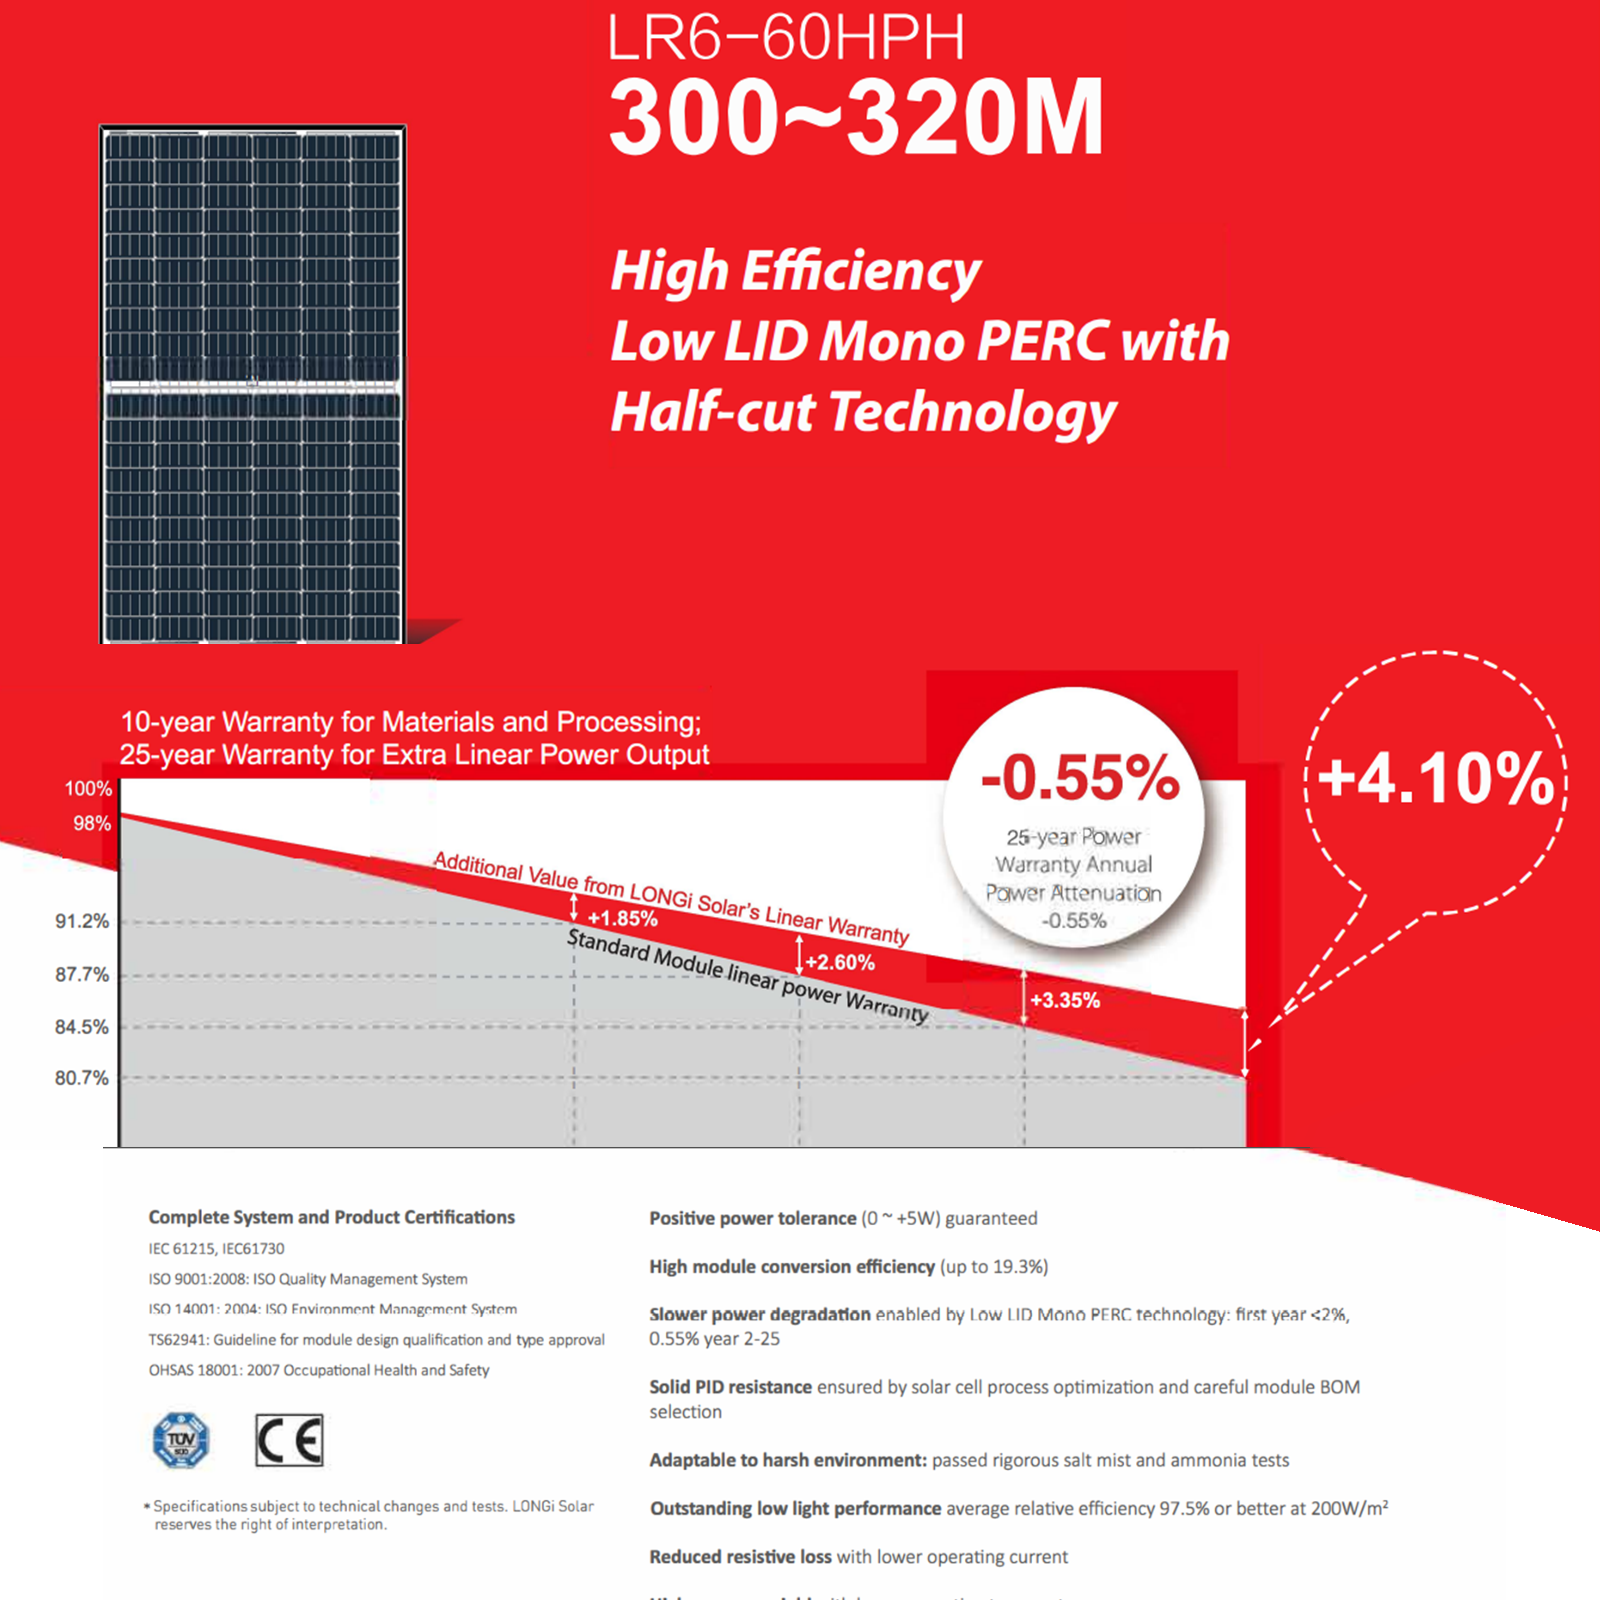 LR6-60HPH
300~320M
High Efficiency
Low LID Mono PERC with
Half-cut Technology
10-year Warranty for Materials and Processing;
25-year Warranty for Extra Linear Power Output
100%
98%
91.2%
87.7%
84.5%
80.7%
Additional Value from LONGi Solar's Linear Warranty
+1.85%
+2.60%
+3.35%
Standard Module linear power Warranty
-0.55%
25-year Power
Warranty Annual
Power Attenuation
-0.55%
+4.10%
Complete System and Product Certifications
IEC 61215, IEC61730
ISO 9001:2008: ISO Quality Management System
ISO 14001: 2004: ISO Environment Management System
TS62941: Guideline for module design qualification and type approval
OHSAS 18001: 2007 Occupational Health and Safety
TÜV
SUD
CE
* Specifications subject to technical changes and tests. LONGi Solar
reserves the right of interpretation.
Positive power tolerance (0 ~ +5W) guaranteed
High module conversion efficiency (up to 19.3%)
Slower power degradation enabled by Low LID Mono PERC technology: first year <2%,
0.55% year 2-25
Solid PID resistance ensured by solar cell process optimization and careful module BOM
selection
Adaptable to harsh environment: passed rigorous salt mist and ammonia tests
Outstanding low light performance average relative efficiency 97.5% or better at 200W/m²
Reduced resistive loss with lower operating current